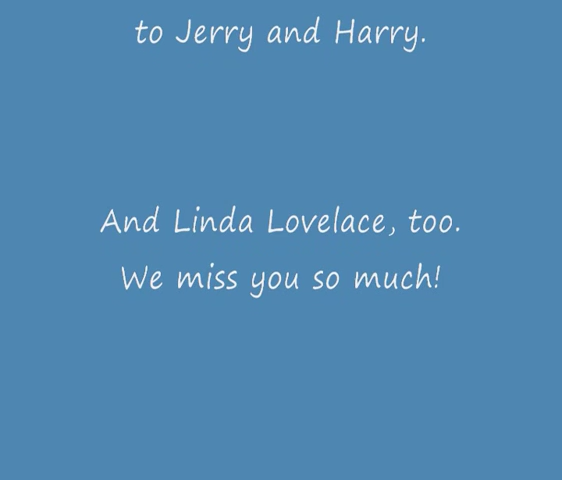 to Jerry and Harry.
And Linda Lovelace, too.
We miss you so much!